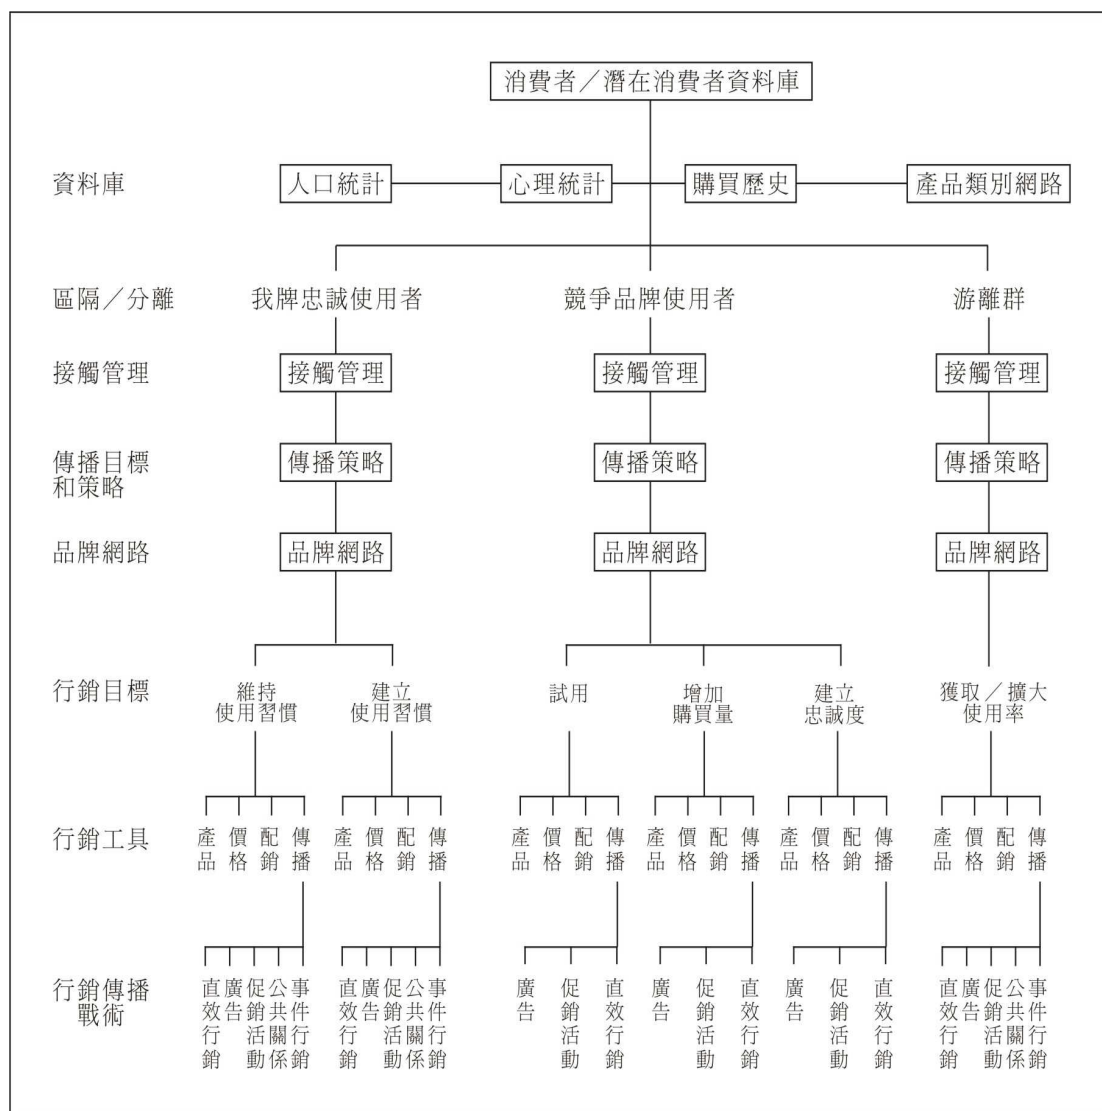 消費者／潛在消費者資料庫
資料庫
人口統計
心理統計
購買歷史
產品類別網路
區隔／分離
我牌忠誠使用者
競爭品牌使用者
游離群
接觸管理
接觸管理
接觸管理
接觸管理
傳播目標
和策略
傳播策略
傳播策略
傳播策略
品牌網路
品牌網路
品牌網路
品牌網路
行銷目標
維持
使用習慣
建立
使用習慣
試用
增加
購買量
建立
忠誠度
獲取／擴大
使用率
行銷工具
產品
價格
配銷
傳播
產品
價格
配銷
傳播
產品
價格
配銷
傳播
產品
價格
配銷
傳播
產品
價格
配銷
傳播
產品
價格
配銷
傳播
行銷傳播
戰術
直效行銷
廣告
促銷活動
公共關係
事件行銷
直效行銷
廣告
促銷活動
公共關係
事件行銷
廣告
促銷活動
直效行銷
廣告
促銷活動
直效行銷
廣告
促銷活動
直效行銷
直效行銷
廣告
促銷活動
公共關係
事件行銷